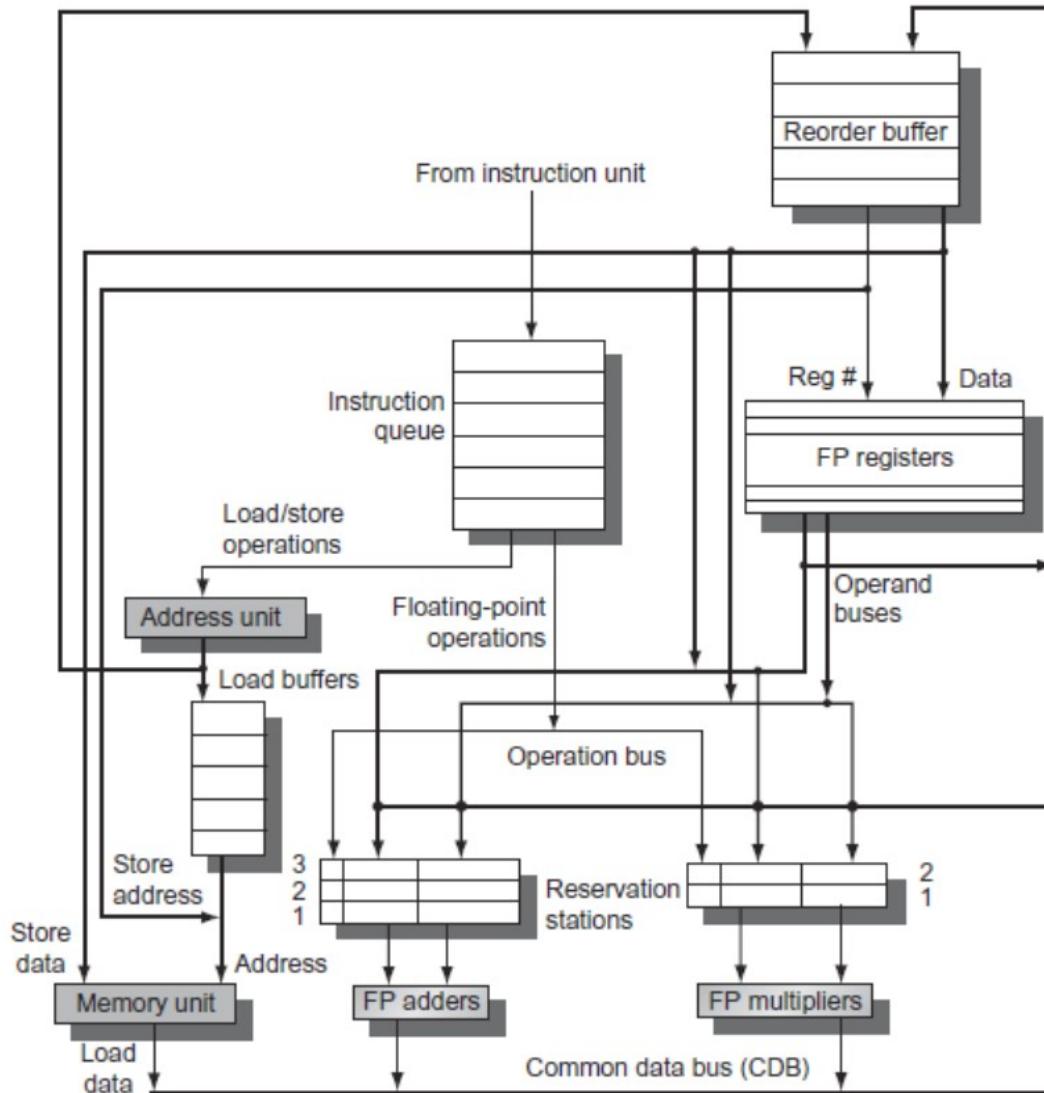 Reorder buffer
From instruction unit
Reg #
Data
Instruction
queue
FP registers
Load/store
operations
Operand
buses
Address unit
Floating-point
operations
Load buffers
Operation bus
Store
address
3
2
1
Reservation
stations
2
1
Store
data
Address
Memory unit
FP adders
FP multipliers
Load
data
Common data bus (CDB)